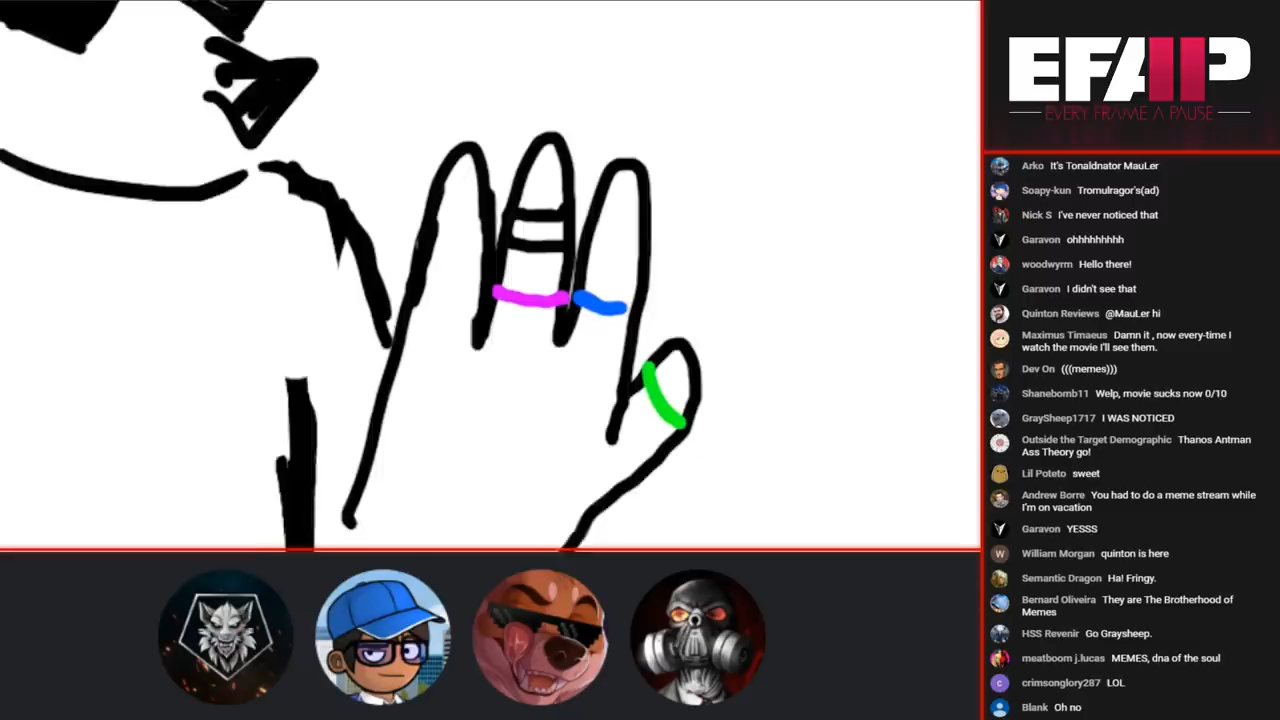 EFAP
EVERY FRAME A PAUSE
Arko It's Tonaldnator MauLer
Soapy-kun Tromulragor's(ad)
Nick S I've never noticed that
Garavon ohhhhhhhhh
woodwyrm Hello there!
Garavon I didn't see that
Quinton Reviews @MauLer hi
Maximus Timaeus Damn it , now every-time I
watch the movie I'll see them.
Dev On (((memes)))
Shanebomb11 Welp, movie sucks now 0/10
GraySheep1717 I WAS NOTICED
Outside the Target Demographic Thanos Antman
Ass Theory go!
Lil Poteto sweet
Andrew Borre You had to do a meme stream while
I'm on vacation
Garavon YESSS
W William Morgan quinton is here
Semantic Dragon Ha! Fringy.
Bernard Oliveira They are The Brotherhood of
Memes
HSS Revenir Go Graysheep.
meatboom j.lucas MEMES, dna of the soul
c crimsonglory287 LOL
Blank Oh no